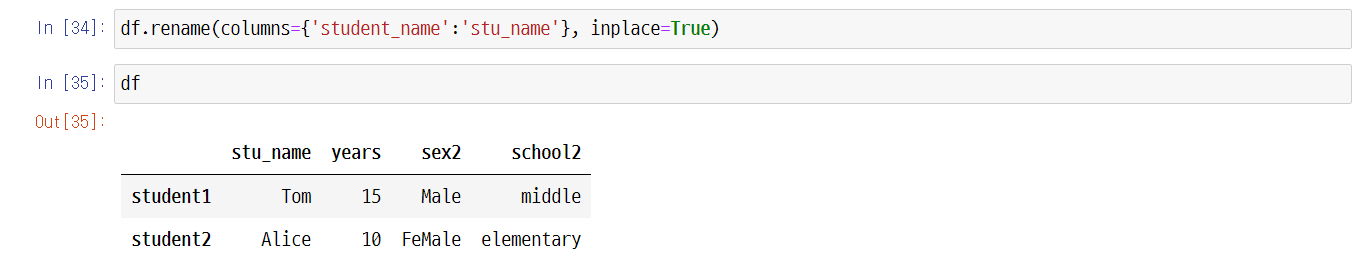 In [34]: df.rename(columns={'student_name':'stu_name'}, inplace=True)
In [35]: df
Out[35]:
stu_name years sex2 school2
student1 Tom 15 Male middle
student2 Alice 10 FeMale elementary